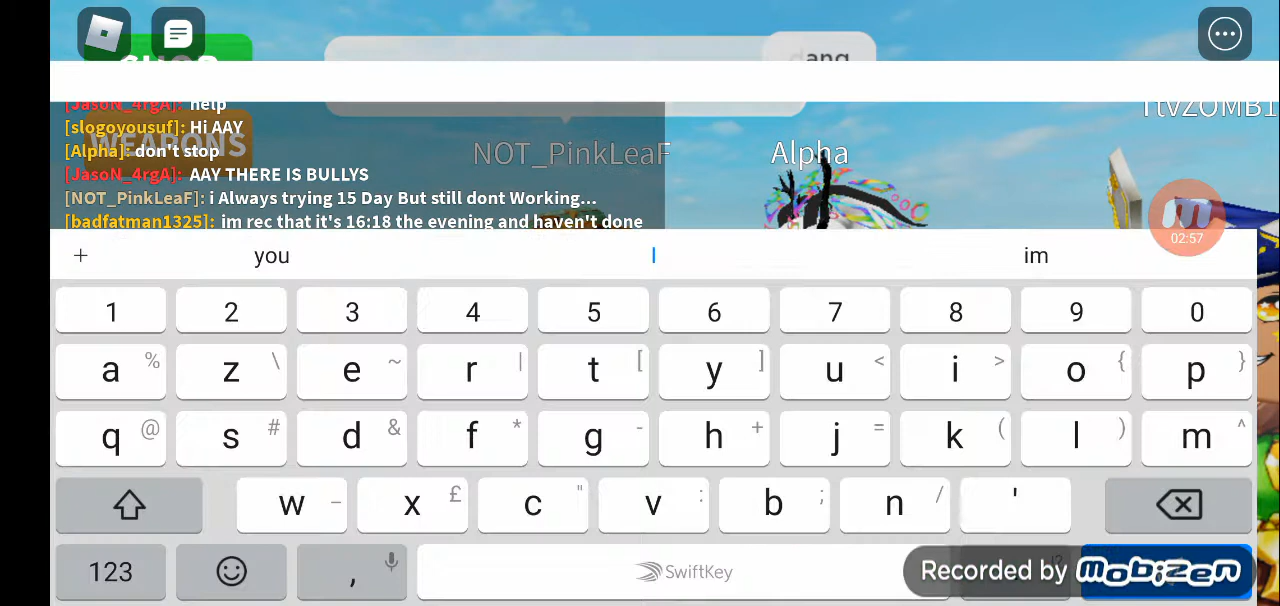 dang
[JasoN_4rgA]: help
[slogoyousuf]: Hi AAY
WEAPONS
[Alpha]: don't stop
NOT_PinkLeaF
Alpha
[JasoN_4rgA]: AAY THERE IS BULLYS
[NOT_PinkLeaF]: i Always trying 15 Day But still dont Working...
[badfatman1325]: im rec that it's 16:18 the evening and haven't done
02:57
+ you I im
1 2 3 4 5 6 7 8 9 0
a % z \ e ~ r | t [ y ] u < i > o { p }
q @ s # d & f * g - h + j = k ( l ) m ^
w _ x £ c " v : b ; n / '
123 , SwiftKey
Recorded by Mobizen